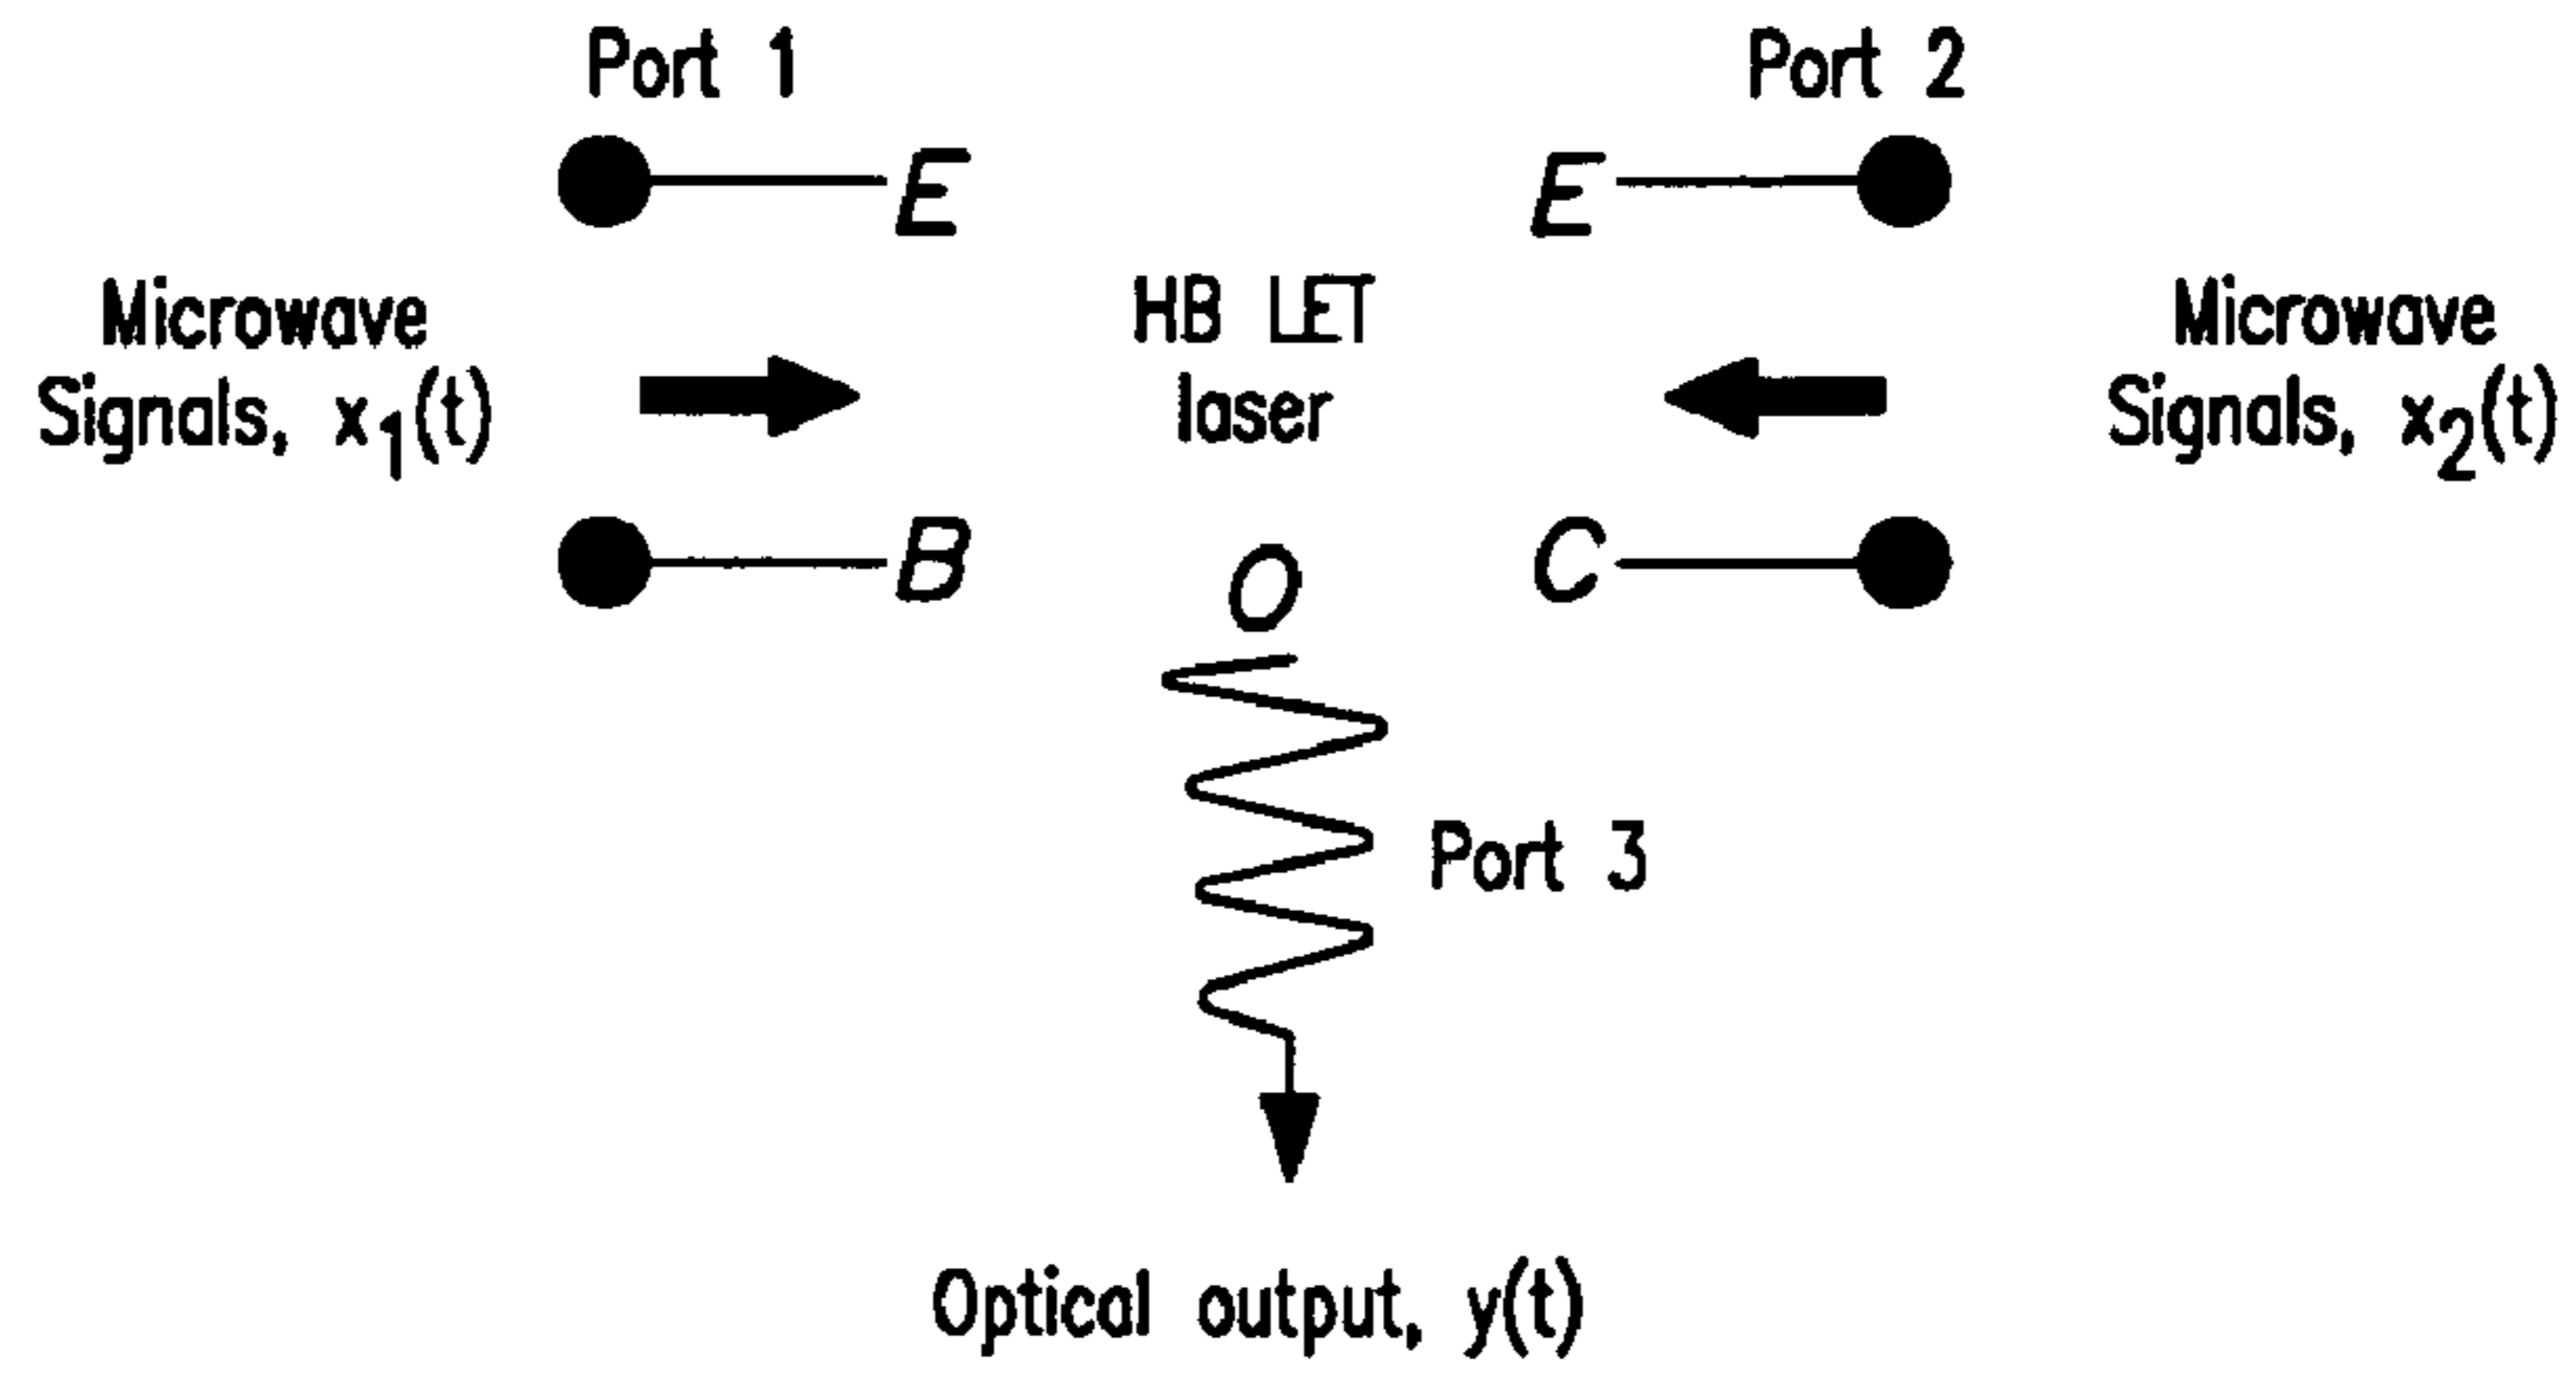 Port 1
Port 2
E
E
Microwave
Signals, x₁(t)
HB LET
laser
Microwave
Signals, x₂(t)
B
O
C
Port 3
Optical output, y(t)